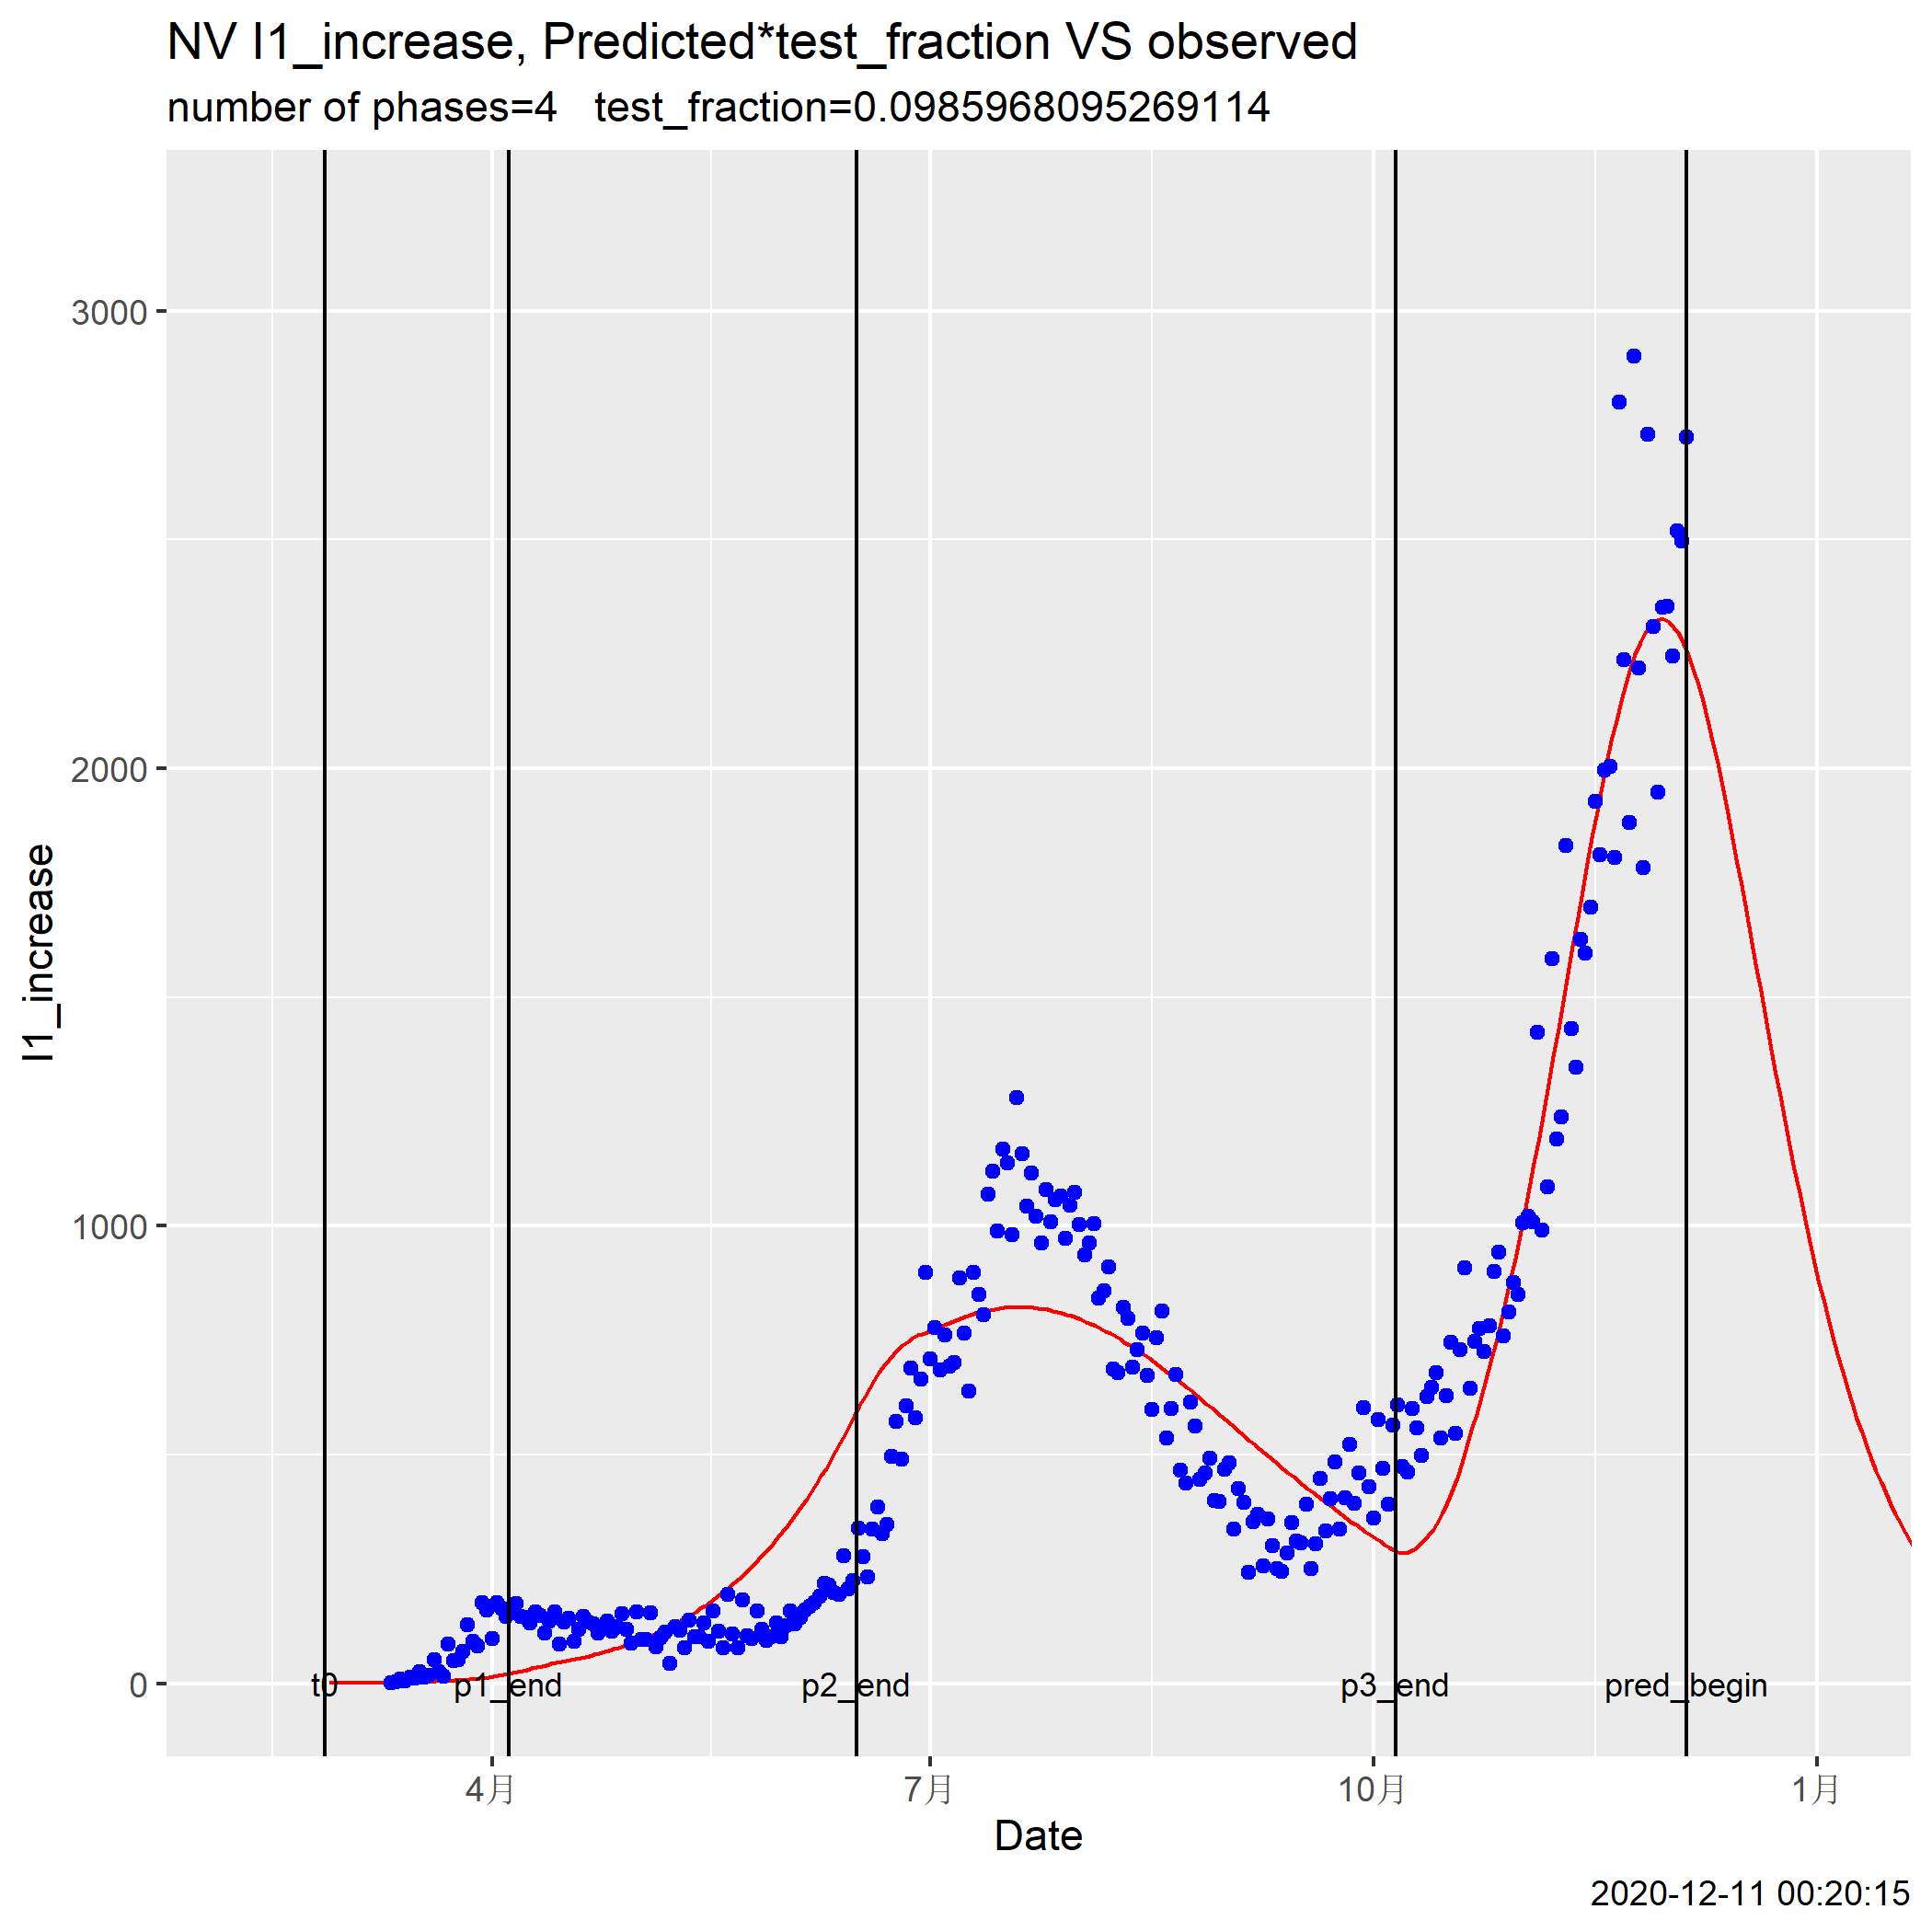 NV I1_increase, Predicted*test_fraction VS observed
number of phases=4   test_fraction=0.0985968095269114
3000
2000
1000
0
I1_increase
t0
p1_end
p2_end
p3_end
pred_begin
4月
7月
10月
1月
Date
2020-12-11 00:20:15